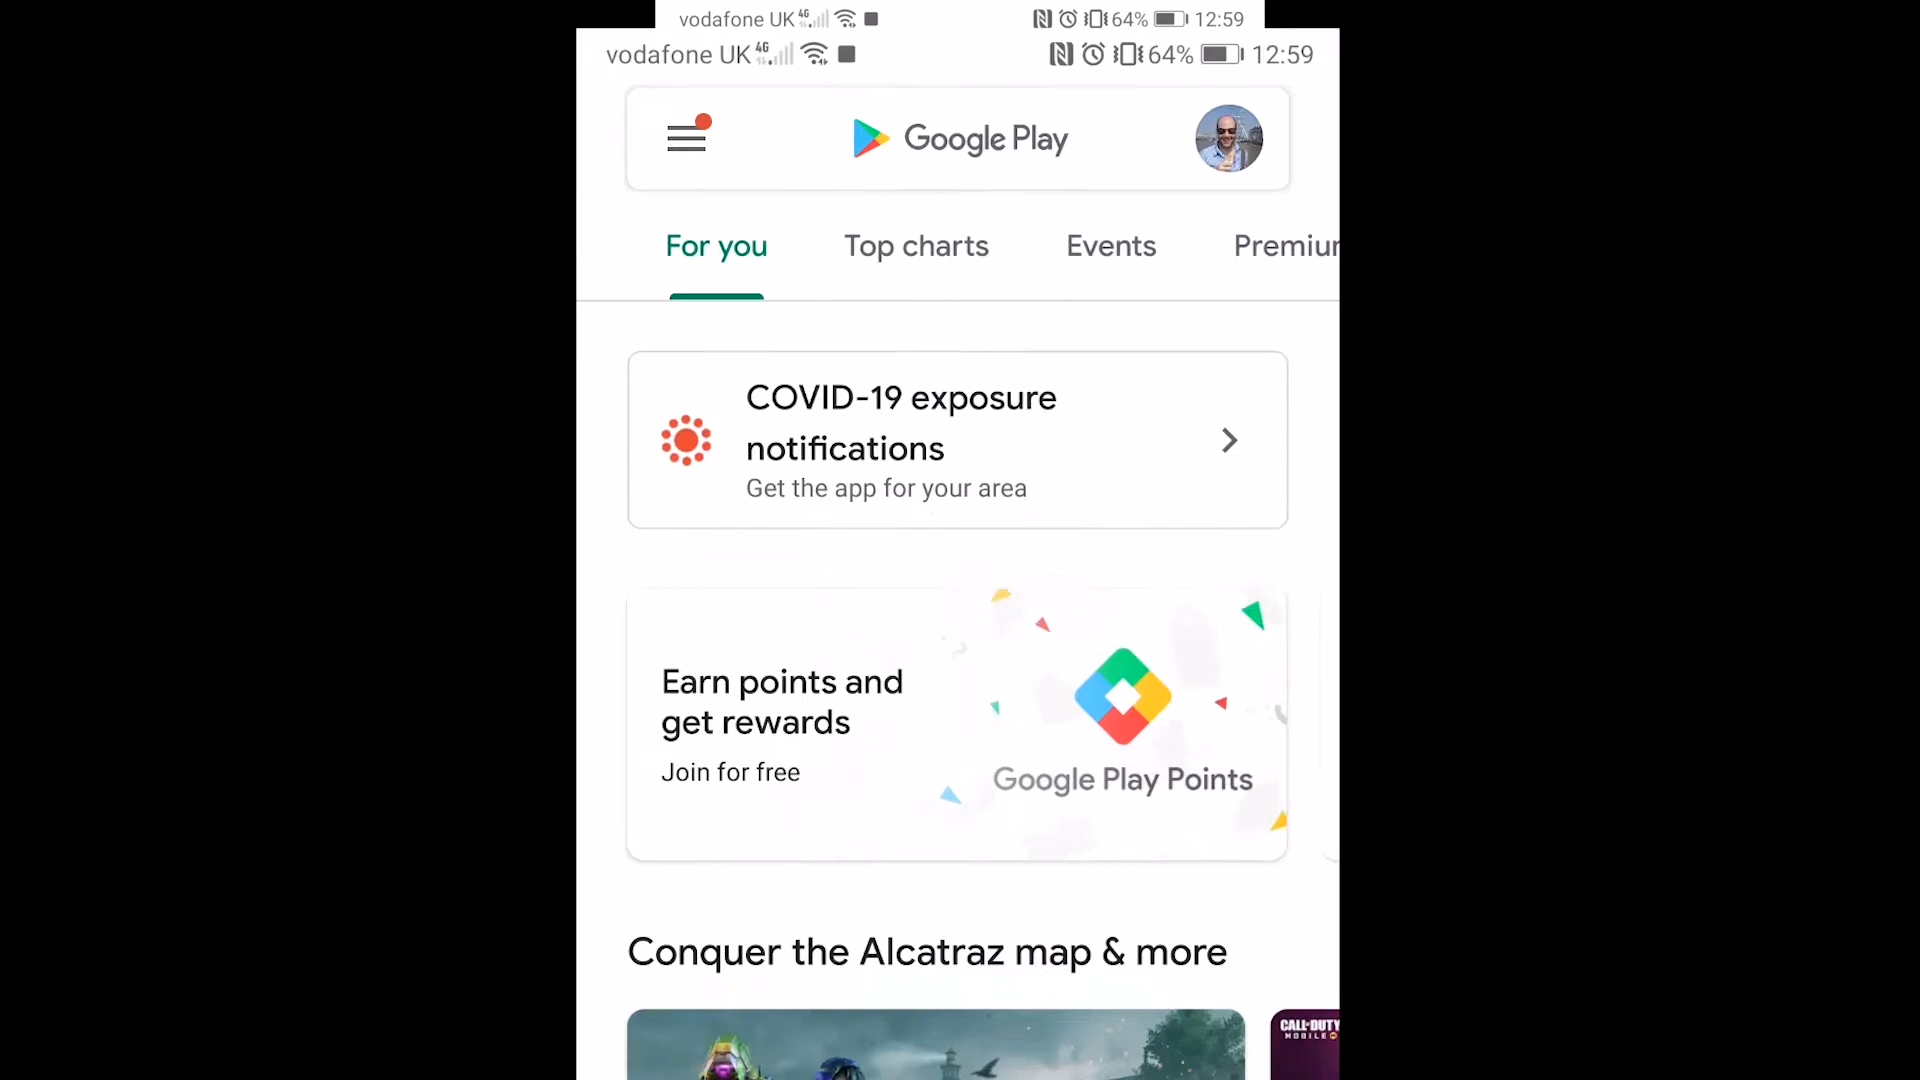 vodafone UK 4G 64% 12:59
vodafone UK 4G 64% 12:59
Google Play
For you Top charts Events Premiur
COVID-19 exposure
notifications
Get the app for your area
Earn points and
get rewards
Join for free
Google Play Points
Conquer the Alcatraz map & more
CALL OF DUTY
MOBILE